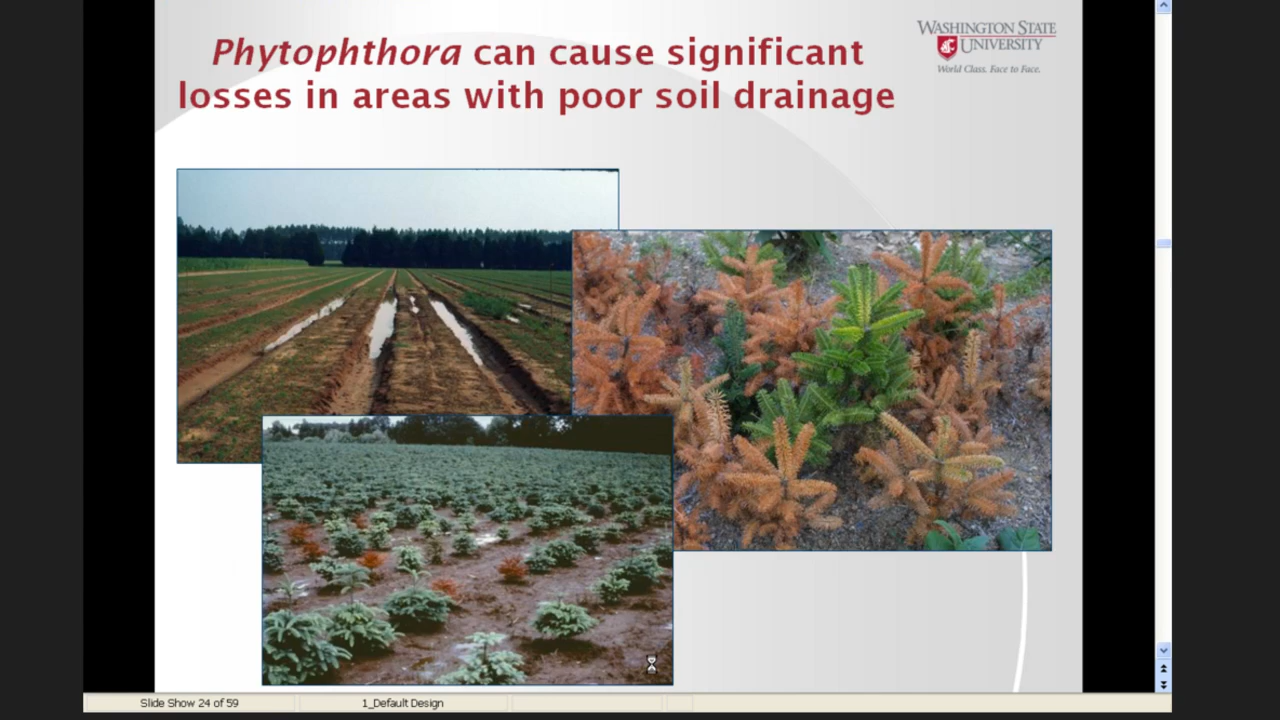 Phytophthora can cause significant
losses in areas with poor soil drainage
WASHINGTON STATE
UNIVERSITY
World Class. Face to Face.
Slide Show 24 of 59
1_Default Design